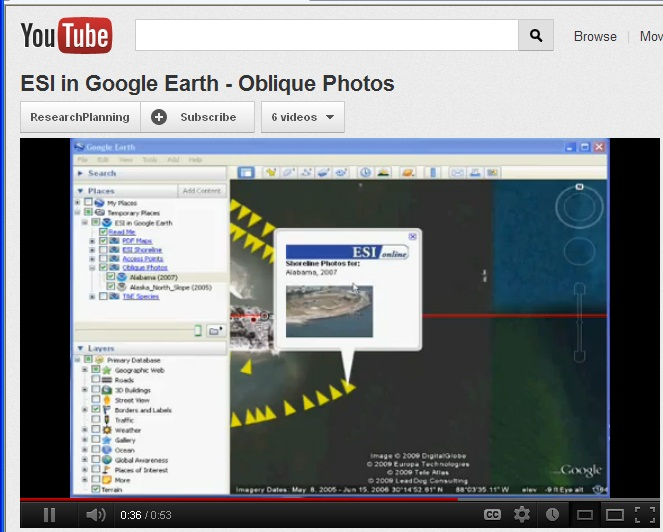 You Tube
Browse | Mov
ESI in Google Earth - Oblique Photos
ResearchPlanning
Subscribe
6 videos
Google Earth
File Edit View Tools Add Help
Search
Places
Add Content
My Places
Temporary Places
ESI in Google Earth
Read Me
PDF Maps
ESI Shoreline
Access Points
Oblique Photos
Alabama (2007)
Alaska_North_Slope (2005)
T&E Species
Layers
Primary Database
Geographic Web
Roads
3D Buildings
Street View
Borders and Labels
Traffic
Weather
Gallery
Ocean
Global Awareness
Places of Interest
More
Terrain
ESI online
Shoreline Photos for:
Alabama, 2007
N
Image © 2009 DigitalGlobe
© 2009 Europa Technologies
© 2009 Tele Atlas
© 2009 LeadDog Consulting
Google
Imagery Dates: May 8, 2005 - Jun 15, 2006 30°14'52.81" N 88°03'35.11" W elev -9 ft Eye alt
0:36 / 0:53
CC